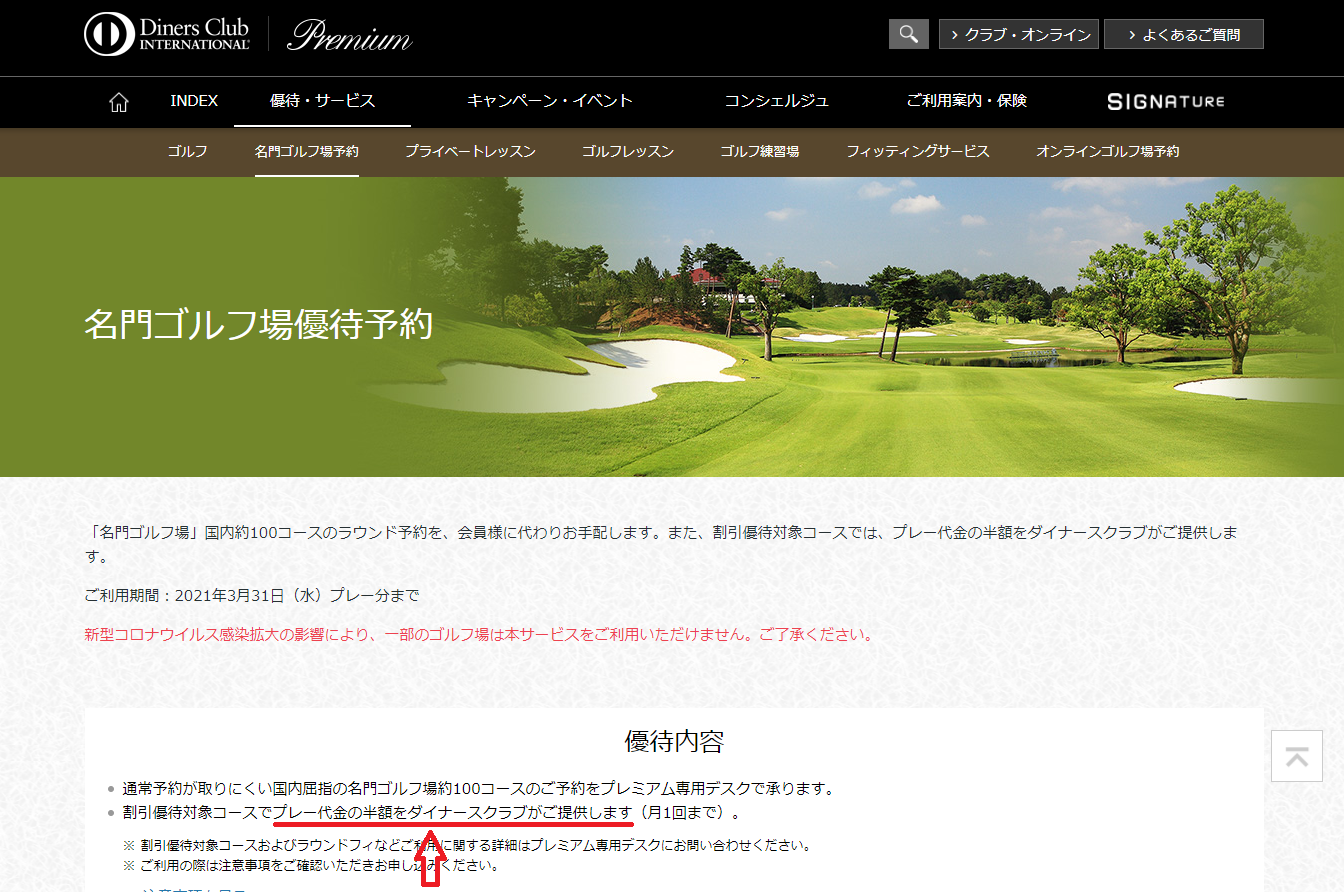 Diners Club
INTERNATIONAL
Premium
› クラブ・オンライン
› よくあるご質問
INDEX
優待・サービス
キャンペーン・イベント
コンシェルジュ
ご利用案内・保険
SIGNATURE
ゴルフ
名門ゴルフ場予約
プライベートレッスン
ゴルフレッスン
ゴルフ練習場
フィッティングサービス
オンラインゴルフ場予約
名門ゴルフ場優待予約
「名門ゴルフ場」国内約100コースのラウンド予約を、会員様に代わりお手配します。また、割引優待対象コースでは、プレー代金の半額をダイナースクラブがご提供しま
す。
ご利用期間：2021年3月31日（水）プレー分まで
新型コロナウイルス感染拡大の影響により、一部のゴルフ場は本サービスをご利用いただけません。ご了承ください。
優待内容
通常予約が取りにくい国内屈指の名門ゴルフ場約100コースのご予約をプレミアム専用デスクで承ります。
割引優待対象コースでプレー代金の半額をダイナースクラブがご提供します（月1回まで）。
※ 割引優待対象コースおよびラウンドフィなどご利用に関する詳細はプレミアム専用デスクにお問い合わせください。
※ ご利用の際は注意事項をご確認いただきお申し込みください。